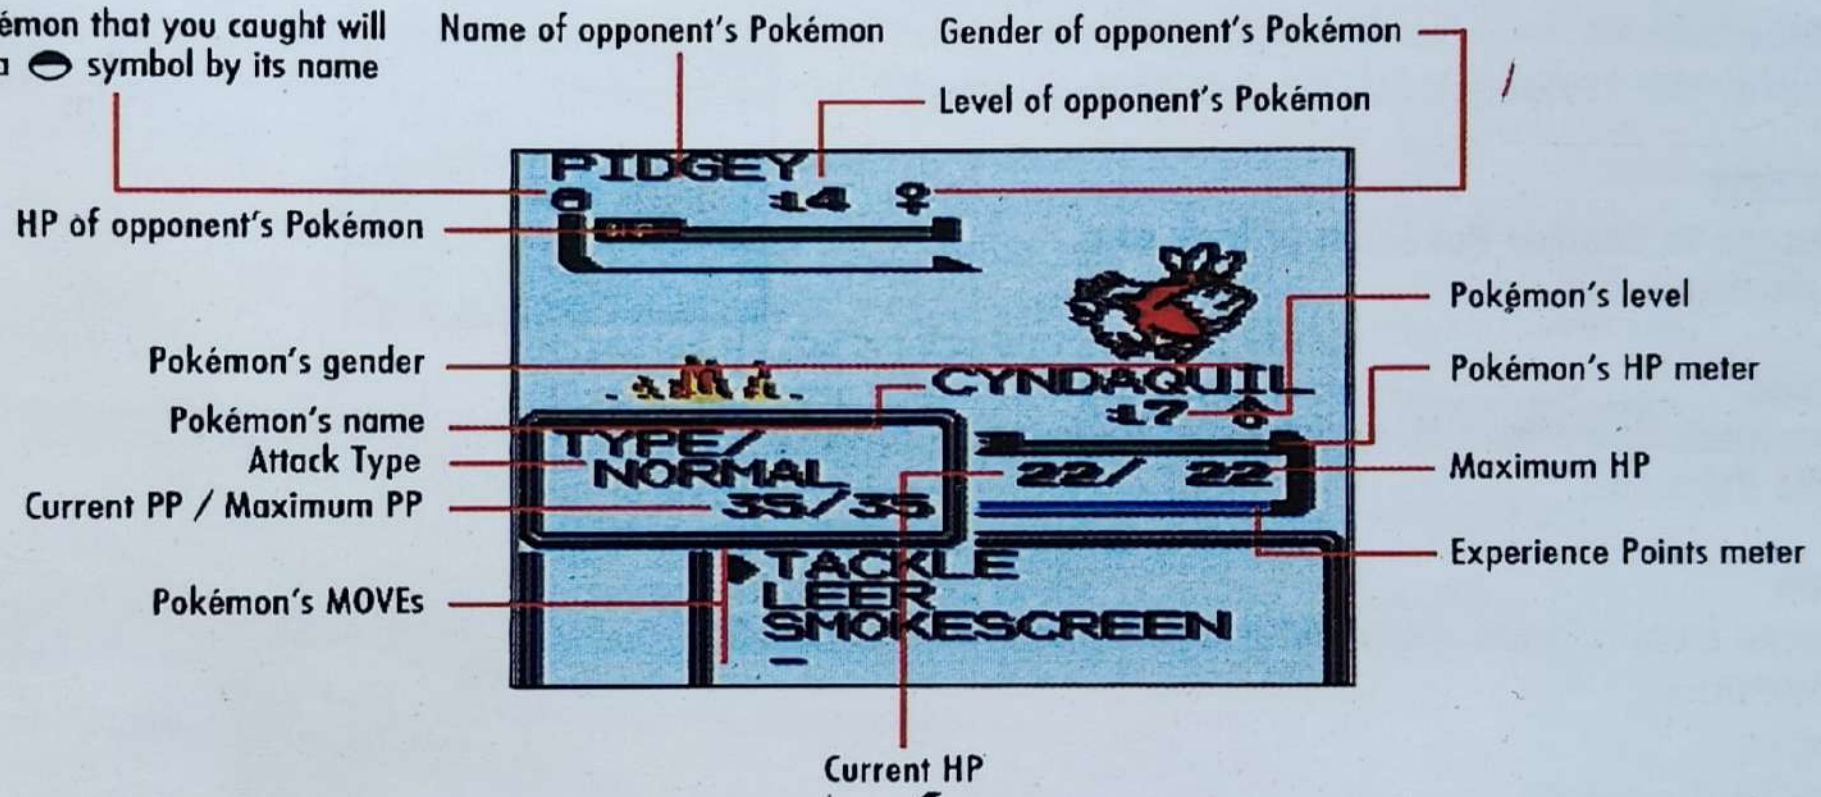 émon that you caught will
symbol by its name
Name of opponent's Pokémon
Gender of opponent's Pokémon
Level of opponent's Pokémon
HP of opponent's Pokémon
PIDGEY
:14 ♀
HP
Pokémon's level
Pokémon's gender
Pokémon's HP meter
CYNDAQUIL
:17 ♂
Pokémon's name
Attack Type
TYPE/
NORMAL
22/ 22
Maximum HP
Current PP / Maximum PP
35/35
Experience Points meter
Pokémon's MOVEs
▶TACKLE
LEER
SMOKESCREEN
–
Current HP